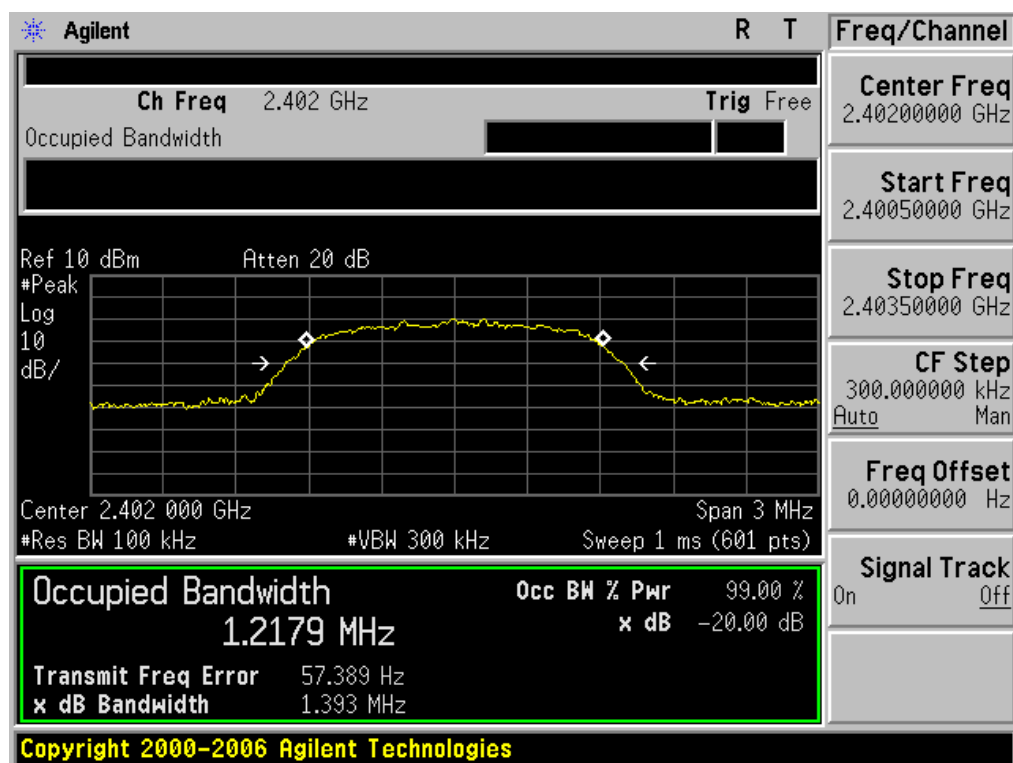 Agilent R T Freq/Channel
Ch Freq 2.402 GHz Trig Free
Occupied Bandwidth
Center Freq
2.40200000 GHz
Start Freq
2.40050000 GHz
Stop Freq
2.40350000 GHz
CF Step
300.000000 kHz
Auto Man
Freq Offset
0.00000000 Hz
Signal Track
On Off
Ref 10 dBm Atten 20 dB
#Peak
Log
10
dB/
Center 2.402 000 GHz Span 3 MHz
#Res BW 100 kHz #VBW 300 kHz Sweep 1 ms (601 pts)
Occupied Bandwidth Occ BW % Pwr 99.00 %
1.2179 MHz x dB -20.00 dB
Transmit Freq Error 57.389 Hz
x dB Bandwidth 1.393 MHz
Copyright 2000-2006 Agilent Technologies